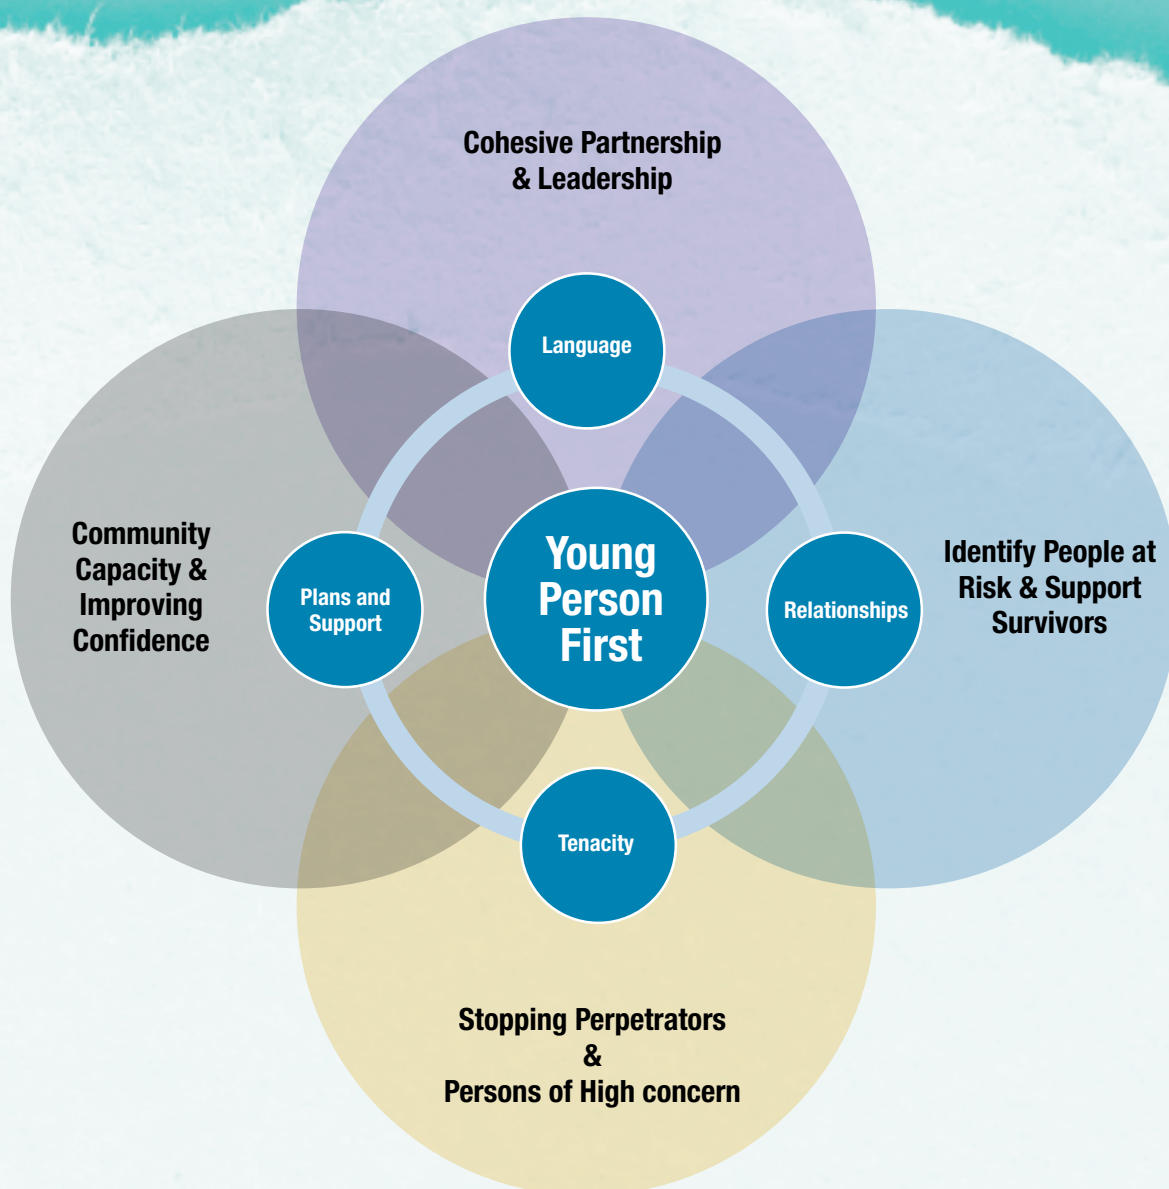 Cohesive Partnership
& Leadership
Language
Community
Capacity &
Improving
Confidence
Plans and
Support
Young
Person
First
Relationships
Identify People at
Risk & Support
Survivors
Tenacity
Stopping Perpetrators
&
Persons of High concern